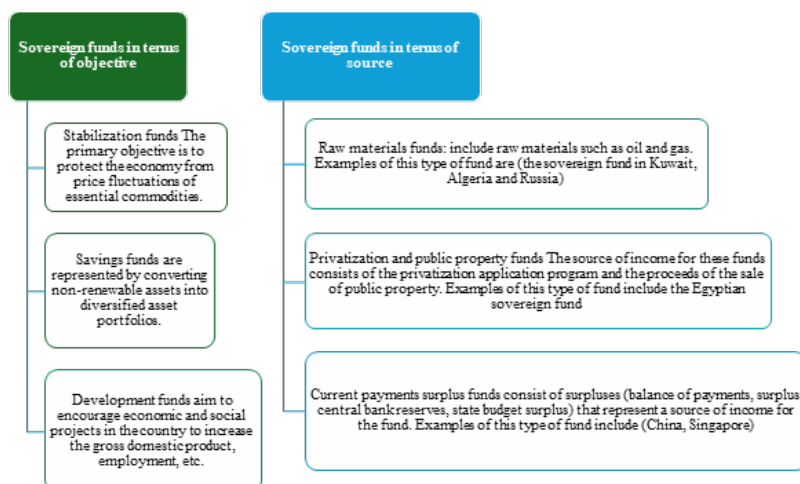 Sovereign funds in terms
of objective
Stabilization funds The
primary objective is to
protect the economy from
price fluctuations of
essential commodities.
Savings funds are
represented by converting
non-renewable assets into
diversified asset
portfolios.
Development funds aim to
encourage economic and social
projects in the country to increase
the gross domestic product,
employment, etc.
Sovereign funds in terms of
source
Raw materials funds: include raw materials such as oil and gas.
Examples of this type of fund are (the sovereign fund in Kuwait,
Algeria and Russia)
Privatization and public property funds The source of income for these funds
consists of the privatization application program and the proceeds of the sale
of public property. Examples of this type of fund include the Egyptian
sovereign fund
Current payments surplus funds consist of surpluses (balance of payments, surplus
central bank reserves, state budget surplus) that represent a source of income for
the fund. Examples of this type of fund include (China, Singapore)